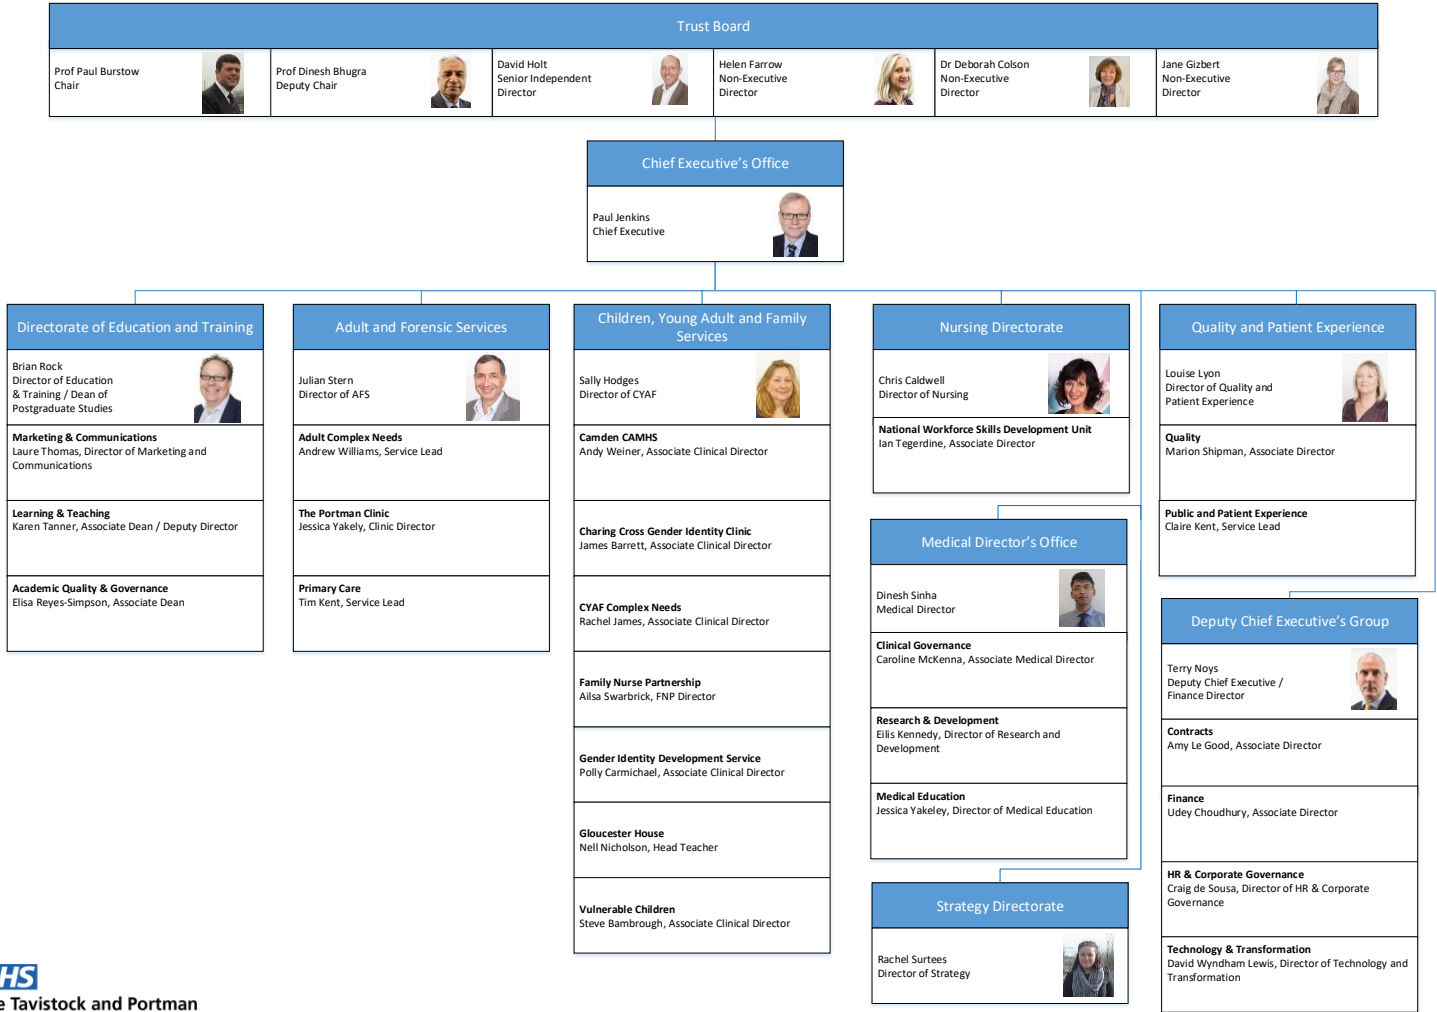 Trust Board
Prof Paul Burstow
Chair
Prof Dinesh Bhugra
Deputy Chair
David Holt
Senior Independent
Director
Helen Farrow
Non-Executive
Director
Dr Deborah Colson
Non-Executive
Director
Jane Gizbert
Non-Executive
Director
Chief Executive's Office
Paul Jenkins
Chief Executive
Directorate of Education and Training
Brian Rock
Director of Education
& Training / Dean of
Postgraduate Studies
Marketing & Communications
Laure Thomas, Director of Marketing and
Communications
Learning & Teaching
Karen Tanner, Associate Dean / Deputy Director
Academic Quality & Governance
Elisa Reyes-Simpson, Associate Dean
Adult and Forensic Services
Julian Stern
Director of AFS
Adult Complex Needs
Andrew Williams, Service Lead
The Portman Clinic
Jessica Yakely, Clinic Director
Primary Care
Tim Kent, Service Lead
Children, Young Adult and Family
Services
Sally Hodges
Director of CYAF
Camden CAMHS
Andy Weiner, Associate Clinical Director
Charing Cross Gender Identity Clinic
James Barrett, Associate Clinical Director
CYAF Complex Needs
Rachel James, Associate Clinical Director
Family Nurse Partnership
Ailsa Swarbrick, FNP Director
Gender Identity Development Service
Polly Carmichael, Associate Clinical Director
Gloucester House
Nell Nicholson, Head Teacher
Vulnerable Children
Steve Bambrough, Associate Clinical Director
Nursing Directorate
Chris Caldwell
Director of Nursing
National Workforce Skills Development Unit
Ian Tegerdine, Associate Director
Medical Director's Office
Dinesh Sinha
Medical Director
Clinical Governance
Caroline McKenna, Associate Medical Director
Research & Development
Eilis Kennedy, Director of Research and
Development
Medical Education
Jessica Yakeley, Director of Medical Education
Strategy Directorate
Rachel Surtees
Director of Strategy
Quality and Patient Experience
Louise Lyon
Director of Quality and
Patient Experience
Quality
Marion Shipman, Associate Director
Public and Patient Experience
Claire Kent, Service Lead
Deputy Chief Executive's Group
Terry Noys
Deputy Chief Executive /
Finance Director
Contracts
Amy Le Good, Associate Director
Finance
Udey Choudhury, Associate Director
HR & Corporate Governance
Craig de Sousa, Director of HR & Corporate
Governance
Technology & Transformation
David Wyndham Lewis, Director of Technology and
Transformation
HS
e Tavistock and Portman